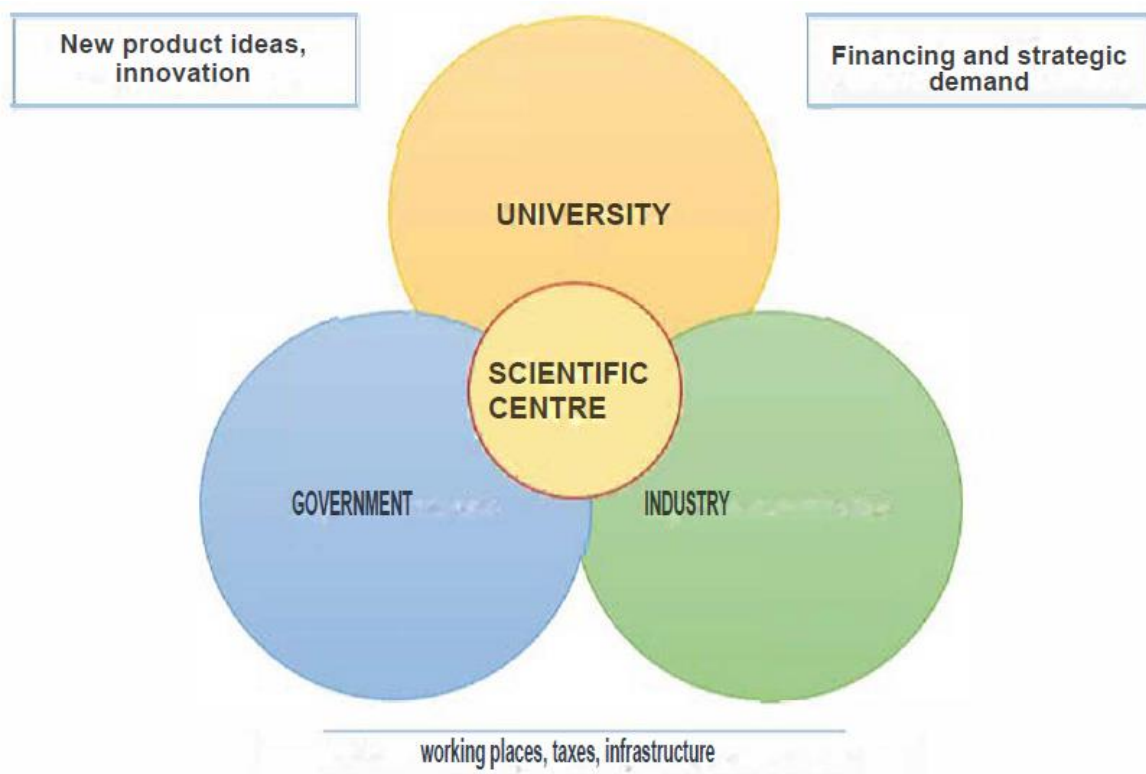 New product ideas,
innovation
Financing and strategic
demand
UNIVERSITY
SCIENTIFIC
CENTRE
GOVERNMENT
INDUSTRY
working places, taxes, infrastructure